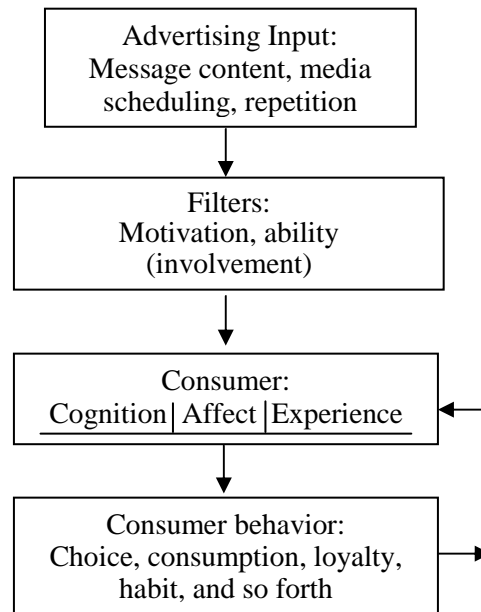 Advertising Input:
Message content, media
scheduling, repetition
Filters:
Motivation, ability
(involvement)
Consumer:
Cognition Affect Experience
Consumer behavior:
Choice, consumption, loyalty,
habit, and so forth